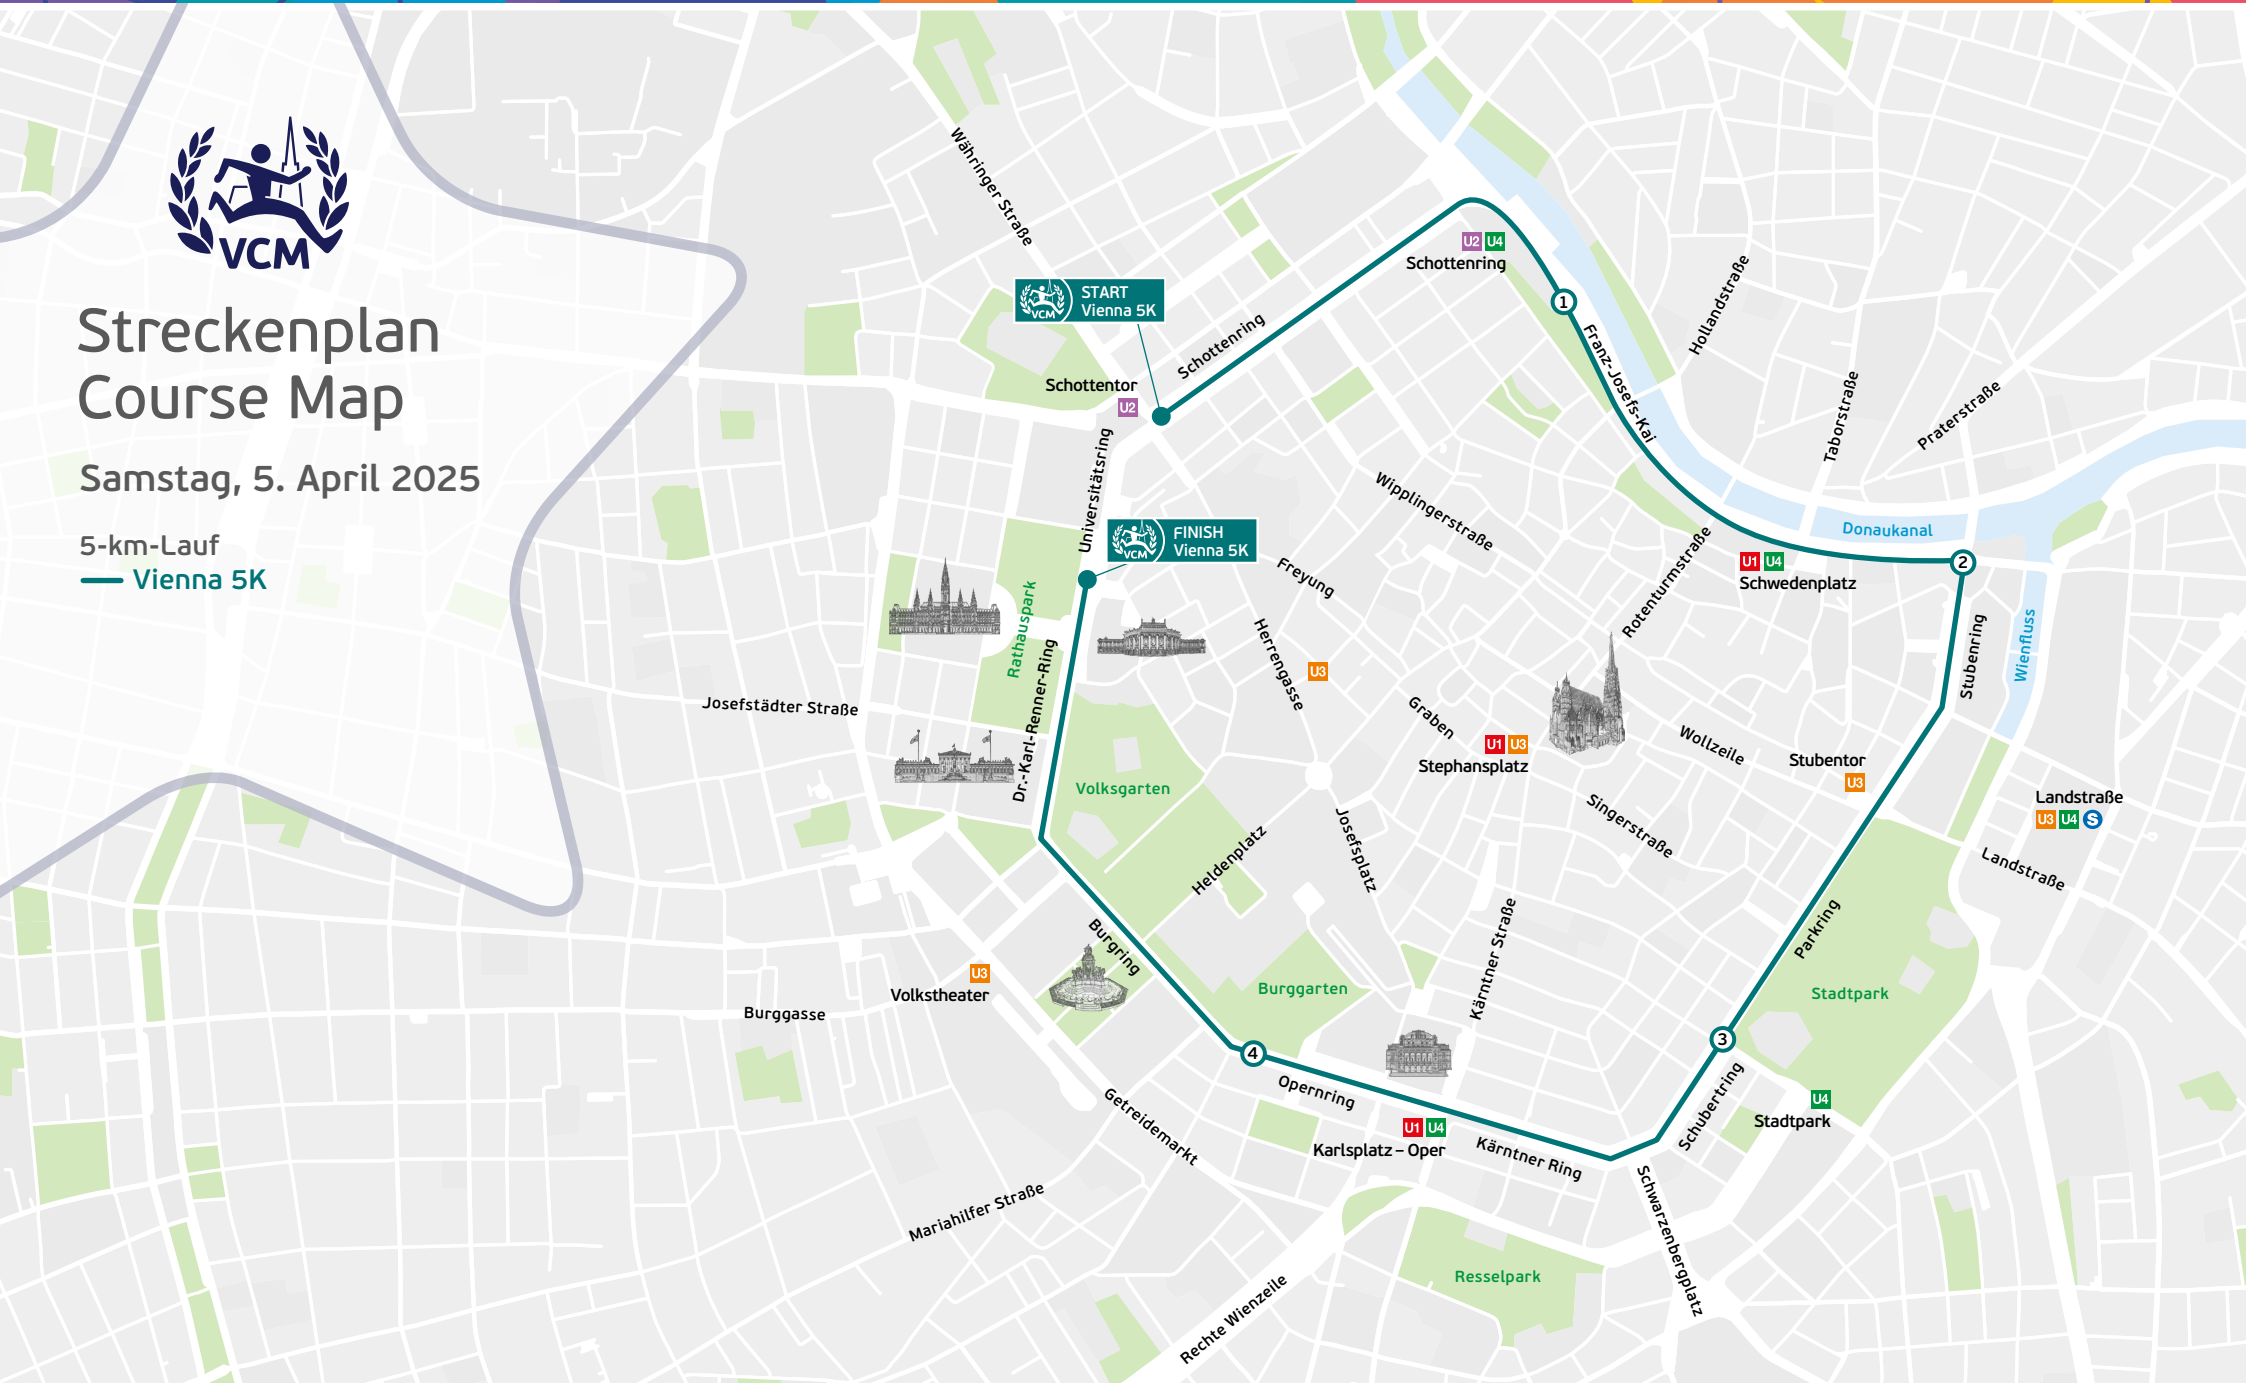 VCM
Streckenplan
Course Map
Samstag, 5. April 2025
5-km-Lauf
Vienna 5K
Währinger Straße
U2 U4
Schottenring
VCM
START
Vienna 5K
1
Schottenring
Franz-Josefs-Kai
Hollandstraße
Taborstraße
Praterstraße
Schottentor
U2
Universitätsring
Wipplingerstraße
Donaukanal
VCM
FINISH
Vienna 5K
Freyung
Rotenturmstraße
U1 U4
Schwedenplatz
2
Rathauspark
Herrengasse
U3
Stubenring
Wienfluss
Josefstädter Straße
Dr.-Karl-Renner-Ring
Graben
U1 U3
Stephansplatz
Wollzeile
Stubentor
U3
Volksgarten
Landstraße
U3 U4 S
Heldenplatz
Josefsplatz
Singerstraße
Landstraße
Burgring
Kärntner Straße
Parkring
U3
Volkstheater
Burggarten
Stadtpark
Burggasse
4
3
Opernring
Getreidemarkt
U1 U4
Karlsplatz – Oper
Kärntner Ring
Schubertring
U4
Stadtpark
Mariahilfer Straße
Schwarzenbergplatz
Resselpark
Rechte Wienzeile